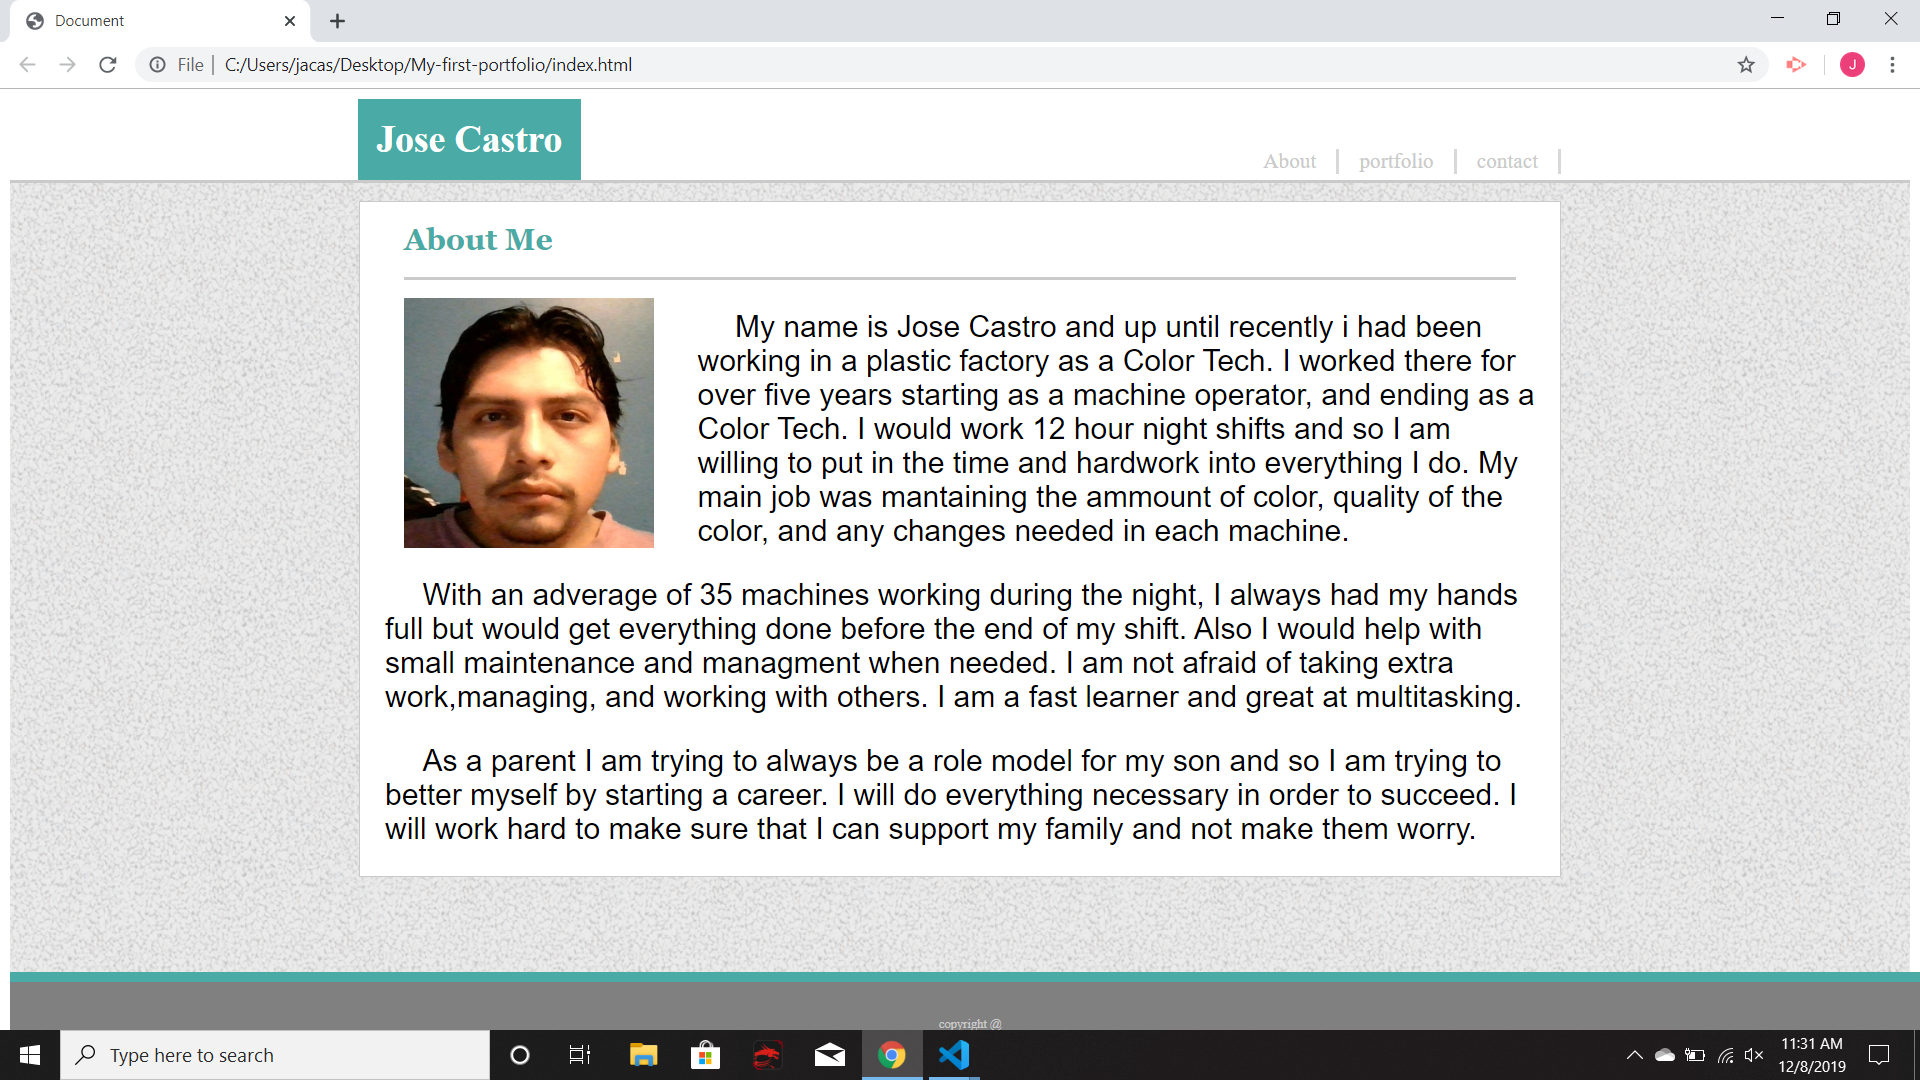 Document
File
C:/Users/jacas/Desktop/My-first-portfolio/index.html
J
Jose Castro
About
portfolio
contact
About Me
My name is Jose Castro and up until recently i had been
working in a plastic factory as a Color Tech. I worked there for
over five years starting as a machine operator, and ending as a
Color Tech. I would work 12 hour night shifts and so I am
willing to put in the time and hardwork into everything I do. My
main job was mantaining the ammount of color, quality of the
color, and any changes needed in each machine.
With an adverage of 35 machines working during the night, I always had my hands
full but would get everything done before the end of my shift. Also I would help with
small maintenance and managment when needed. I am not afraid of taking extra
work,managing, and working with others. I am a fast learner and great at multitasking.
As a parent I am trying to always be a role model for my son and so I am trying to
better myself by starting a career. I will do everything necessary in order to succeed. I
will work hard to make sure that I can support my family and not make them worry.
copyright @
Type here to search
11:31 AM
12/8/2019